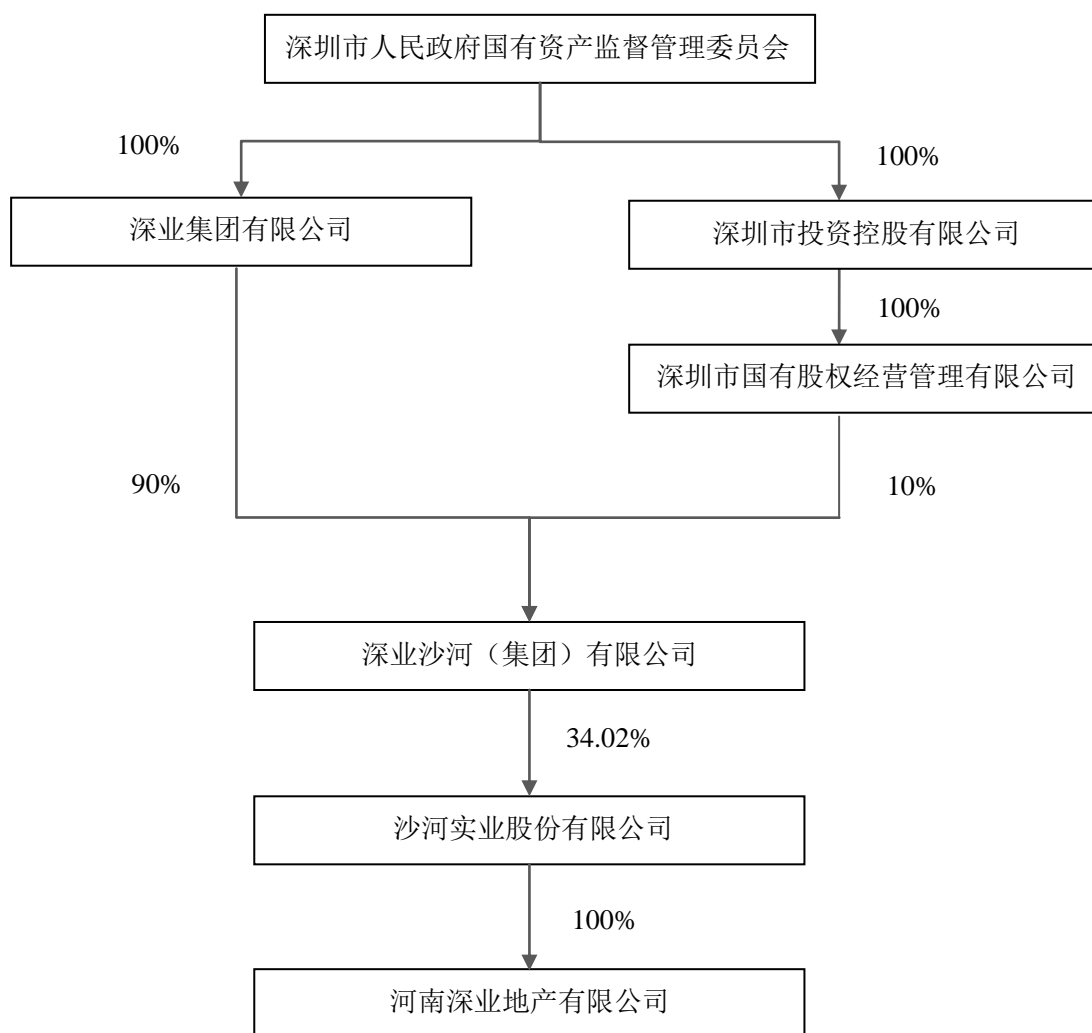 深圳市人民政府国有资产监督管理委员会
100%
100%
深业集团有限公司
深圳市投资控股有限公司
100%
深圳市国有股权经营管理有限公司
90%
10%
深业沙河（集团）有限公司
34.02%
沙河实业股份有限公司
100%
河南深业地产有限公司